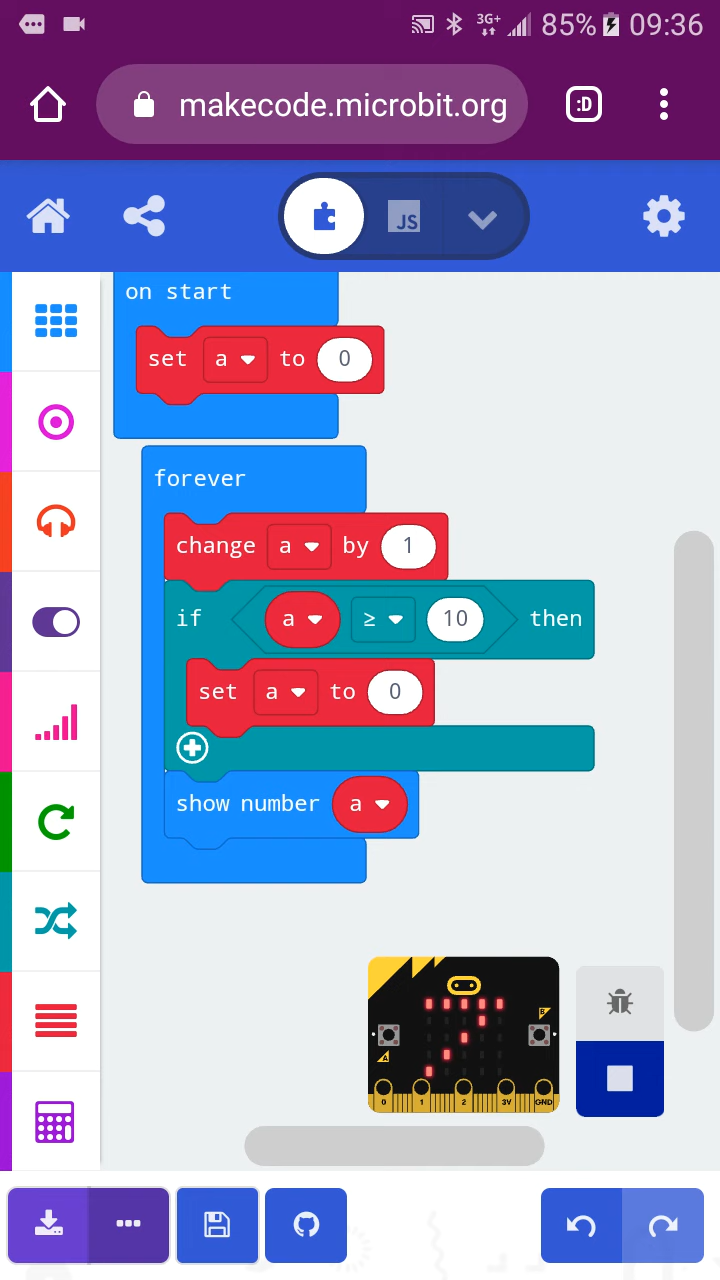 3G+ 85% 09:36
makecode.microbit.org :D
JS
on start
set a to 0
forever
change a by 1
if a ≥ 10 then
set a to 0
show number a
B
A
0 1 2 3V GND